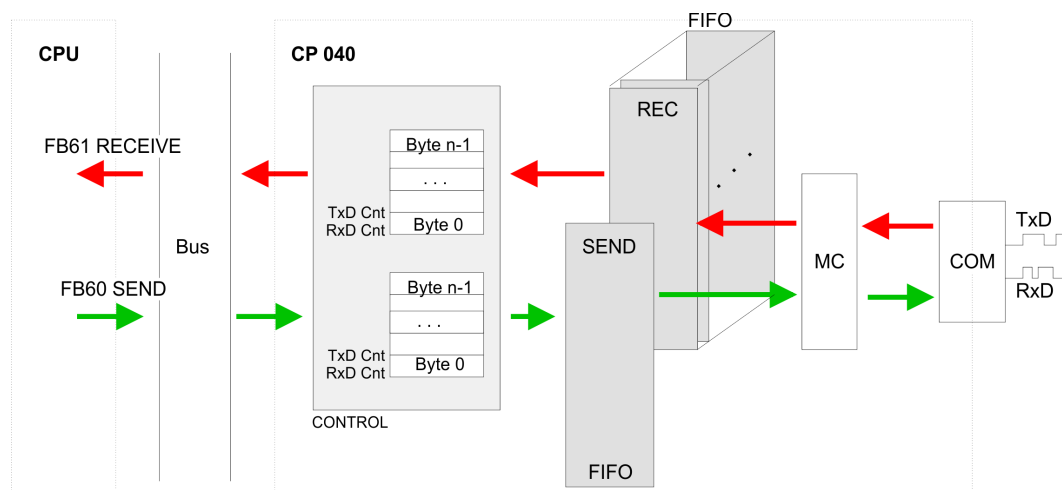 FIFO
CPU
CP 040
REC
FB61 RECEIVE
Byte n-1
. . .
TxD Cnt
RxD Cnt
Byte 0
TxD
SEND
Bus
MC
COM
RxD
FB60 SEND
Byte n-1
. . .
TxD Cnt
RxD Cnt
Byte 0
CONTROL
FIFO